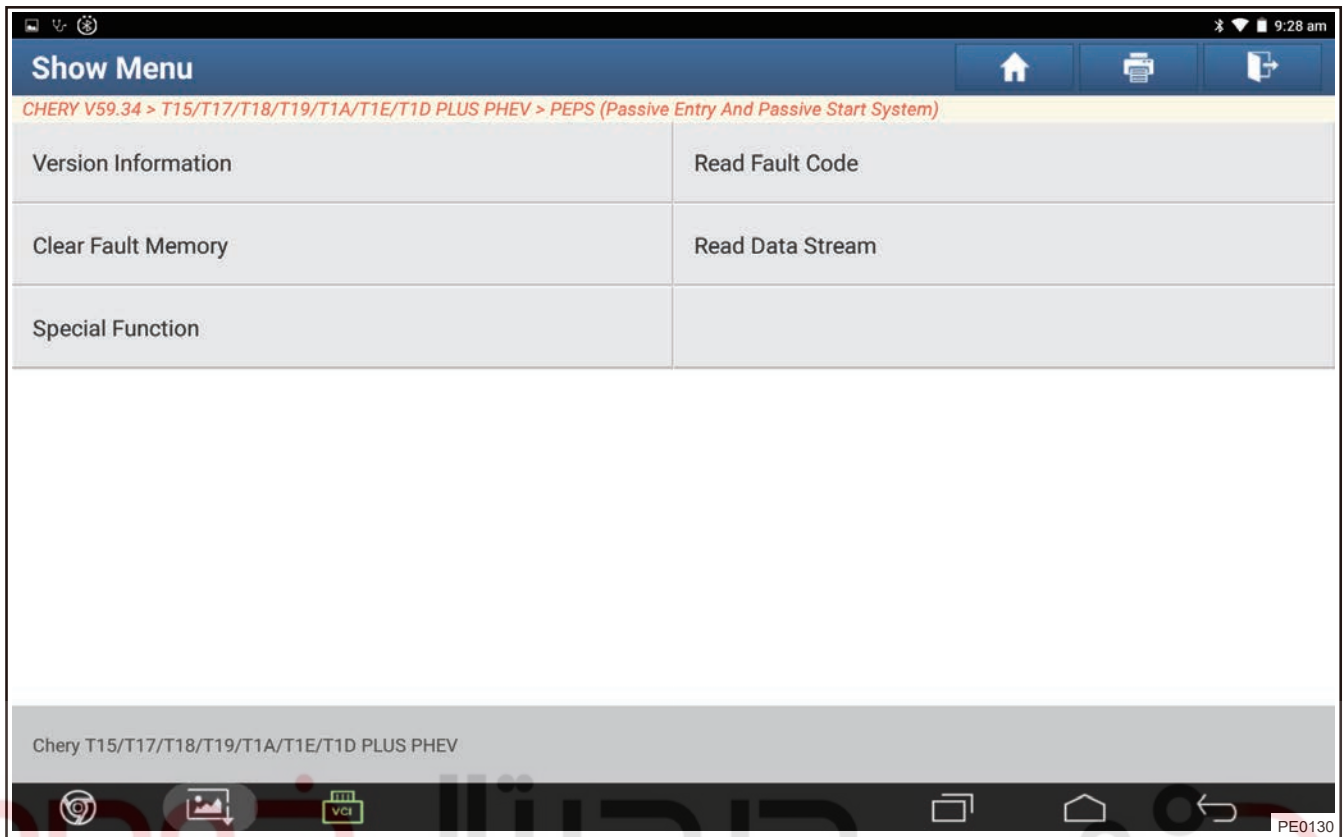 9:28 am
Show Menu
CHERY V59.34 > T15/T17/T18/T19/T1A/T1E/T1D PLUS PHEV > PEPS (Passive Entry And Passive Start System)
Version Information
Read Fault Code
Clear Fault Memory
Read Data Stream
Special Function
Chery T15/T17/T18/T19/T1A/T1E/T1D PLUS PHEV
VCI
PE0130